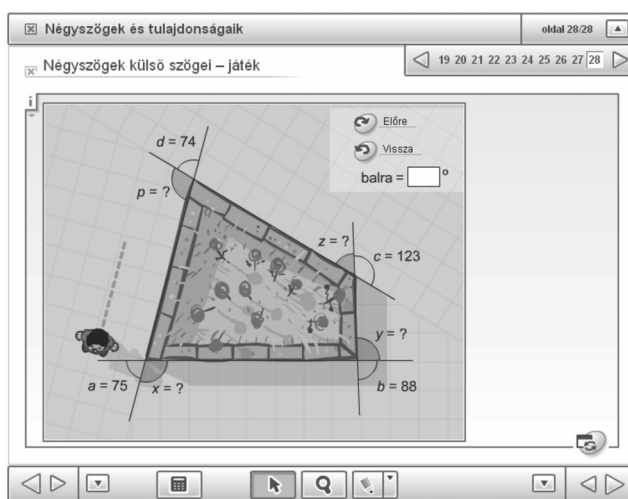 Négyszögek és tulajdonságaik
oldal 28/28
Négyszögek külső szögei – játék
19 20 21 22 23 24 25 26 27 28
i
Előre
Vissza
balra = °
d = 74
p = ?
z = ?
c = 123
y = ?
a = 75
x = ?
b = 88